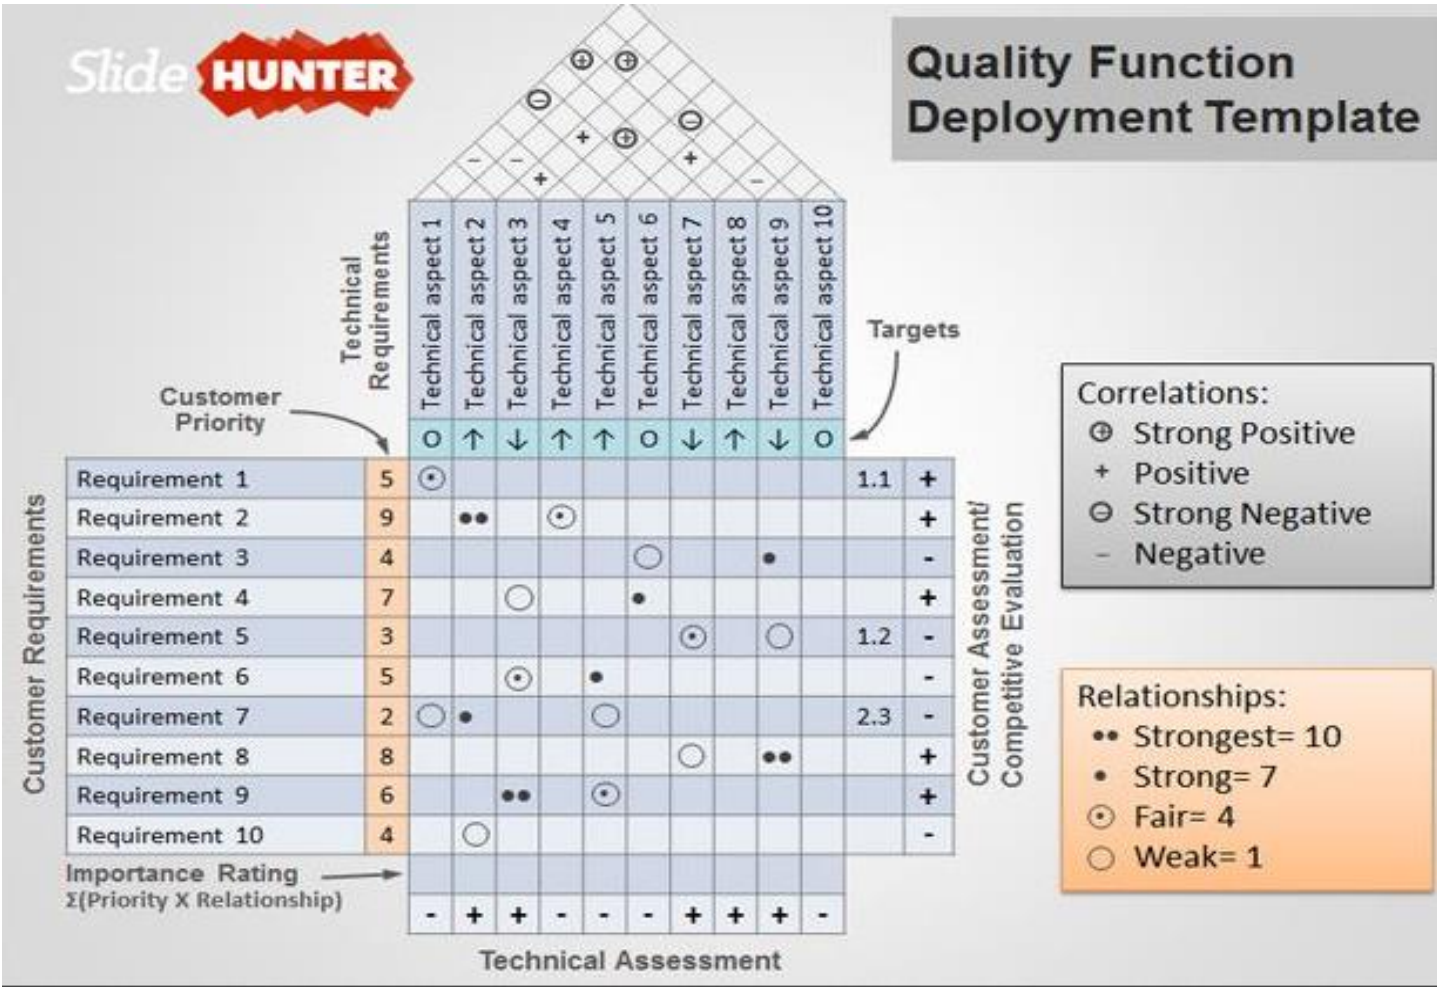 Slide HUNTER
Quality Function
Deployment Template
Technical
Requirements
Technical aspect 1
Technical aspect 2
Technical aspect 3
Technical aspect 4
Technical aspect 5
Technical aspect 6
Technical aspect 7
Technical aspect 8
Technical aspect 9
Technical aspect 10
Targets
Customer
Priority
O ↑ ↓ ↑ ↑ O ↓ ↑ ↓ O
Customer Requirements
Requirement 1 5 1.1 +
Requirement 2 9 +
Requirement 3 4 -
Requirement 4 7 +
Requirement 5 3 1.2 -
Requirement 6 5 -
Requirement 7 2 2.3 -
Requirement 8 8 +
Requirement 9 6 +
Requirement 10 4 -
Customer Assessment/
Competitive Evaluation
Importance Rating
Σ(Priority X Relationship)
- + + - - - + + + -
Technical Assessment
Correlations:
⊕ Strong Positive
+ Positive
⊖ Strong Negative
– Negative
Relationships:
•• Strongest= 10
• Strong= 7
⊙ Fair= 4
○ Weak= 1